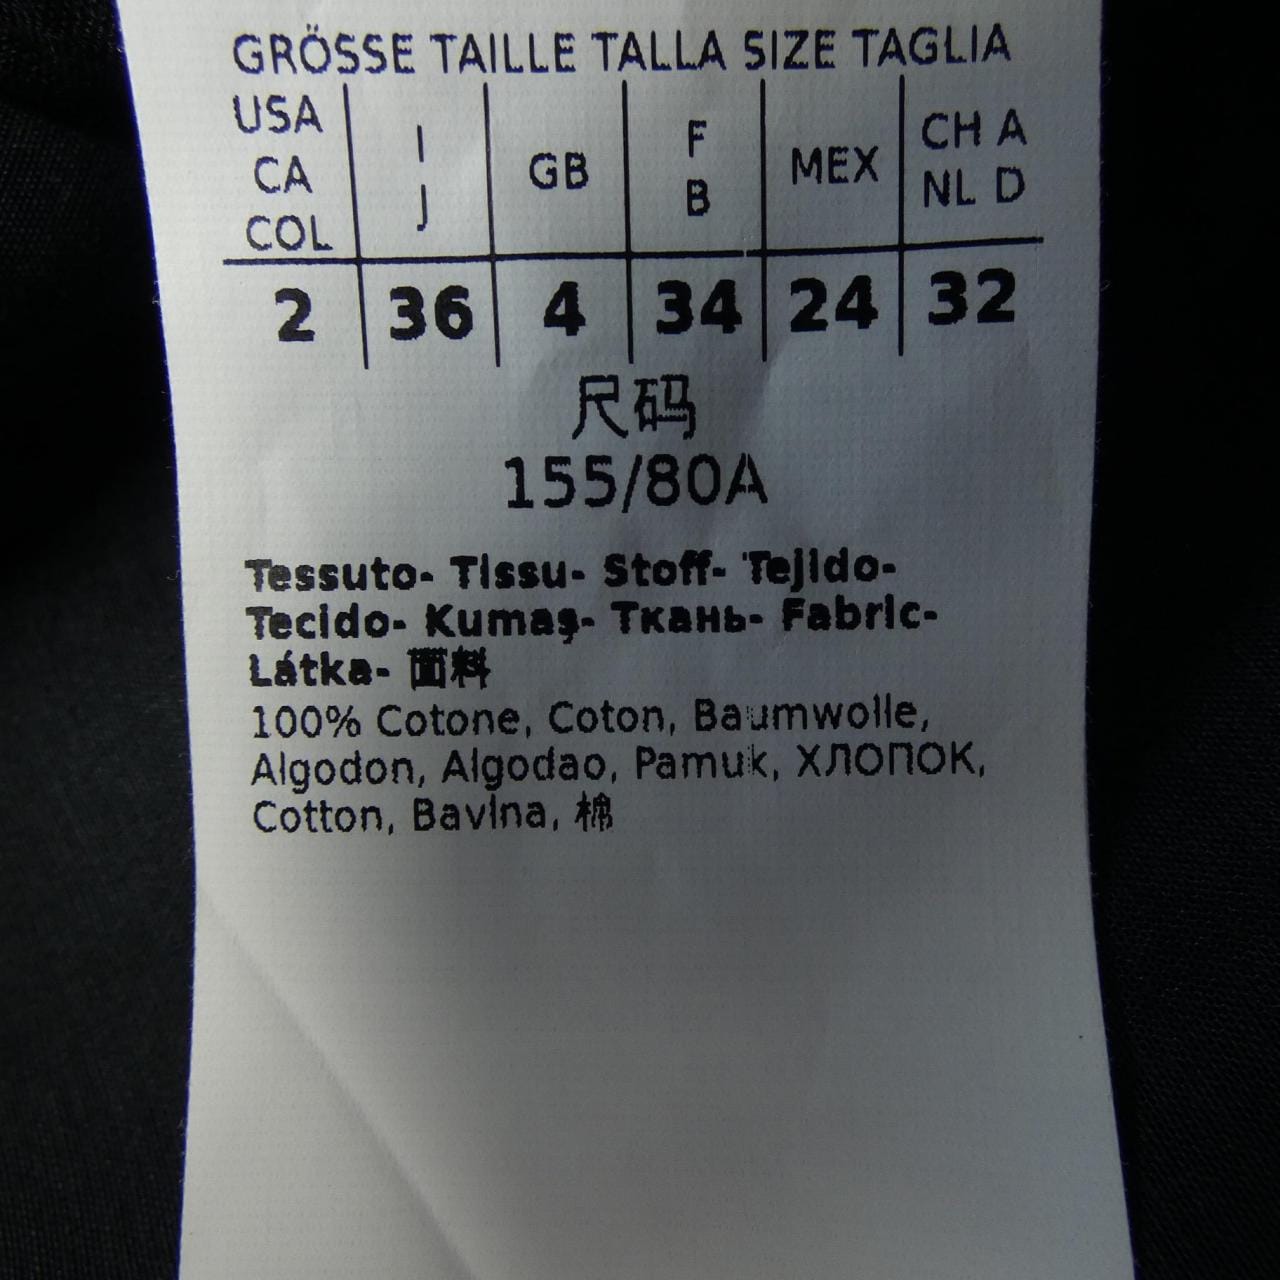 GRÖSSE TAILLE TALLA SIZE TAGLIA
USA CA COL
I J
GB
F B
MEX
CH A NL D
2 36 4 34 24 32
尺码
155/80A
Tessuto- Tissu- Stoff- Tejido-
Tecido- Kumaş- Ткань- Fabric-
Látka- 面料
100% Cotone, Coton, Baumwolle,
Algodon, Algodao, Pamuk, ХЛОПОК,
Cotton, Bavlna, 棉